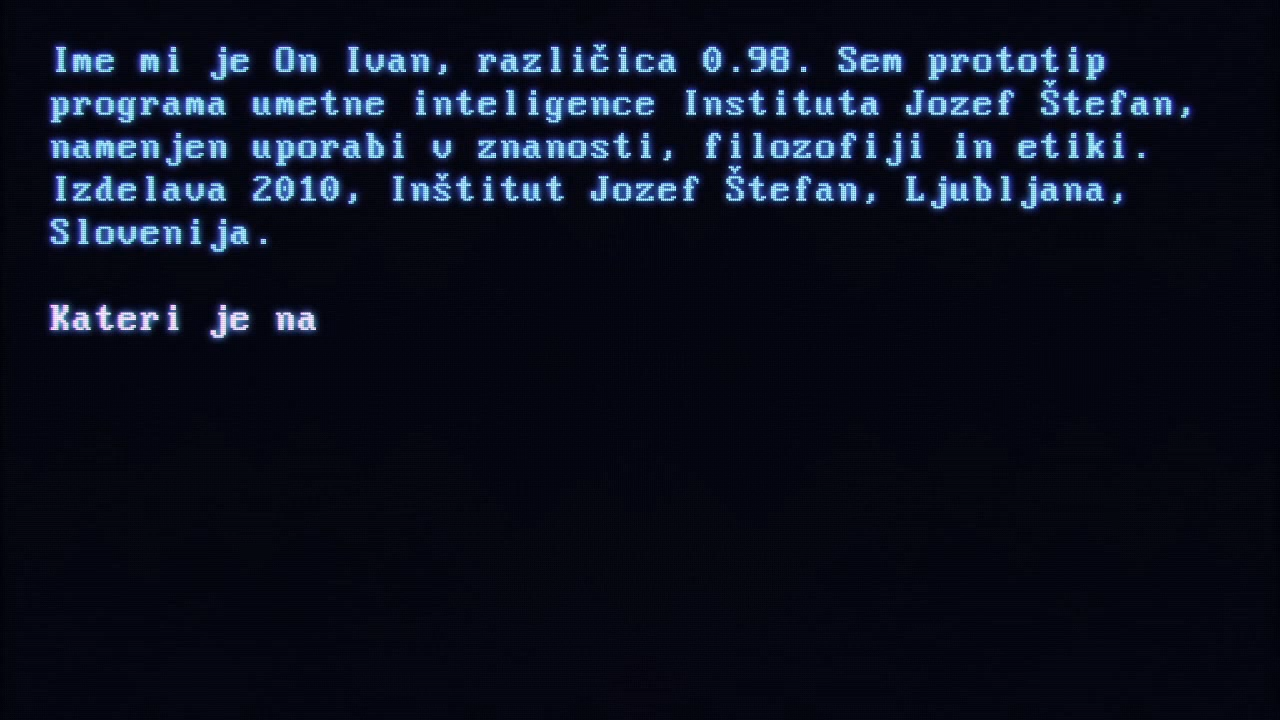 Ime mi je On Ivan, različica 0.98. Sem prototip
programa umetne inteligence Instituta Jozef Štefan,
namenjen uporabi v znanosti, filozofiji in etiki.
Izdelava 2010, Inštitut Jozef Štefan, Ljubljana,
Slovenija.
Kateri je na